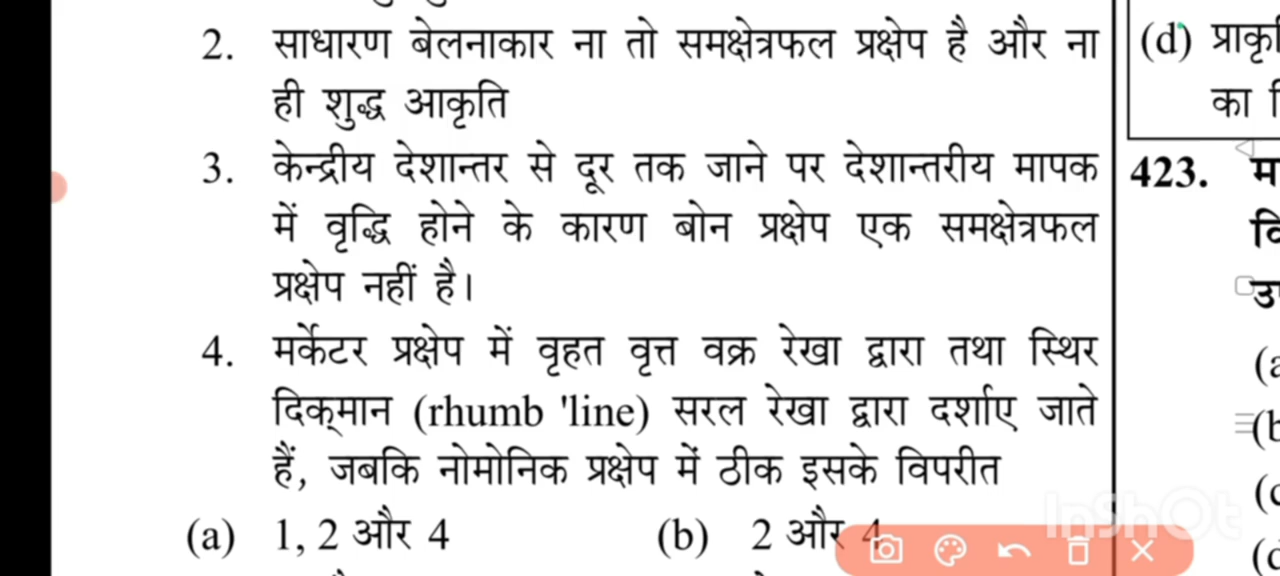 2. साधारण बेलनाकार ना तो समक्षेत्रफल प्रक्षेप है और ना
ही शुद्ध आकृति
3. केन्द्रीय देशान्तर से दूर तक जाने पर देशान्तरीय मापक
में वृद्धि होने के कारण बोन प्रक्षेप एक समक्षेत्रफल
प्रक्षेप नहीं है।
4. मर्केटर प्रक्षेप में वृहत वृत्त वक्र रेखा द्वारा तथा स्थिर
दिक्‌मान (rhumb 'line) सरल रेखा द्वारा दर्शाए जाते
हैं, जबकि नोमोनिक प्रक्षेप में ठीक इसके विपरीत
(a) 1, 2 और 4 (b) 2 और 4
(d)
का
423.
InShOt